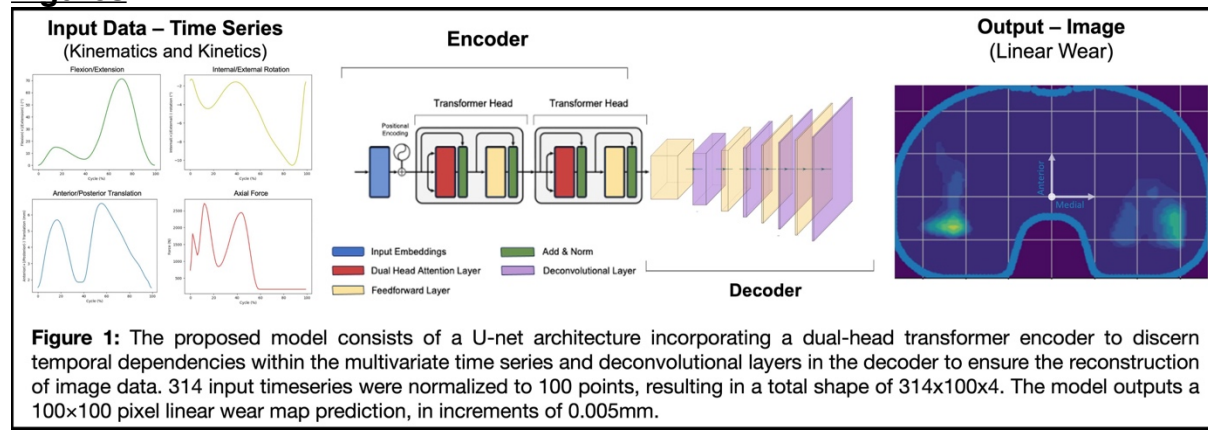 Input Data – Time Series
(Kinematics and Kinetics)
Flexion/Extension
Internal/External Rotation
Cycle (%)
Cycle (%)
Anterior/Posterior Translation
Axial Force
Force (N)
Cycle (%)
Cycle (%)
Encoder
Transformer Head
Transformer Head
Positional
Encoding
Input Embeddings
Add & Norm
Dual Head Attention Layer
Deconvolutional Layer
Feedforward Layer
Decoder
Output – Image
(Linear Wear)
Anterior
Medial
Figure 1: The proposed model consists of a U-net architecture incorporating a dual-head transformer encoder to discern
temporal dependencies within the multivariate time series and deconvolutional layers in the decoder to ensure the reconstruction
of image data. 314 input timeseries were normalized to 100 points, resulting in a total shape of 314x100x4. The model outputs a
100×100 pixel linear wear map prediction, in increments of 0.005mm.